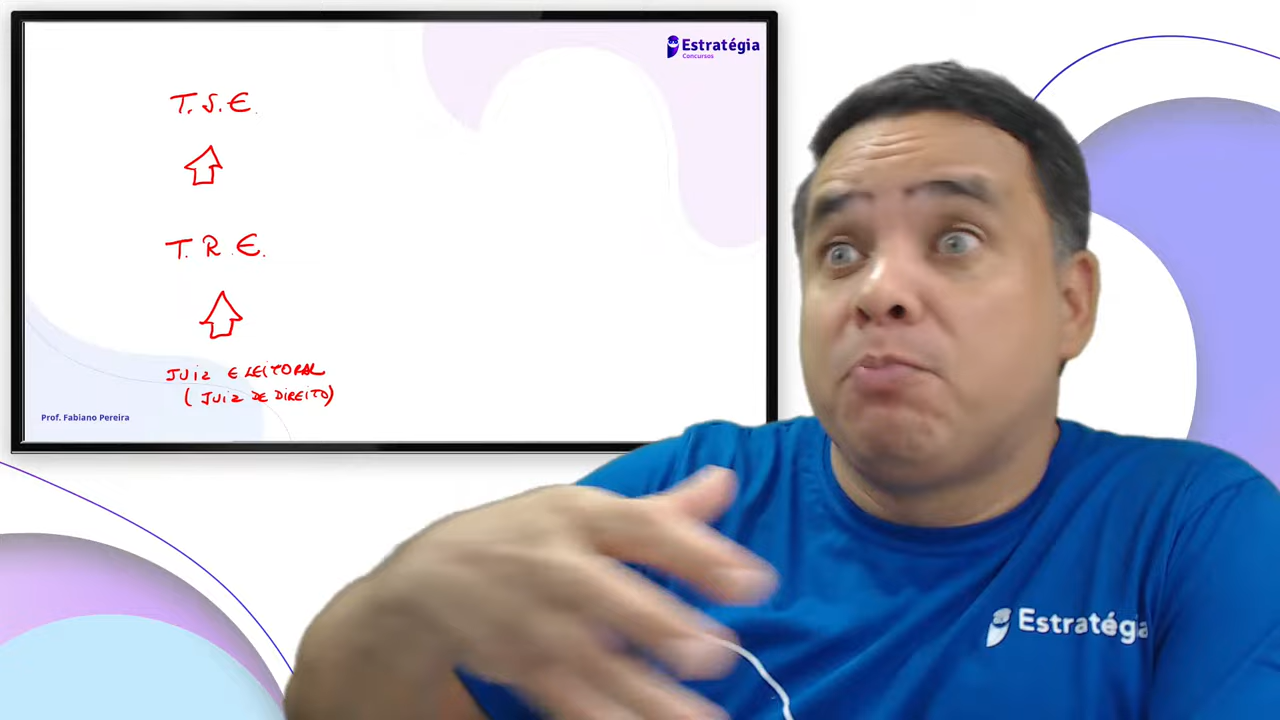 Estratégia
Concursos
T.S.E.
T.R.E.
JUIZ ELEITORAL
(JUIZ DE DIREITO)
Prof. Fabiano Pereira
Estratégia